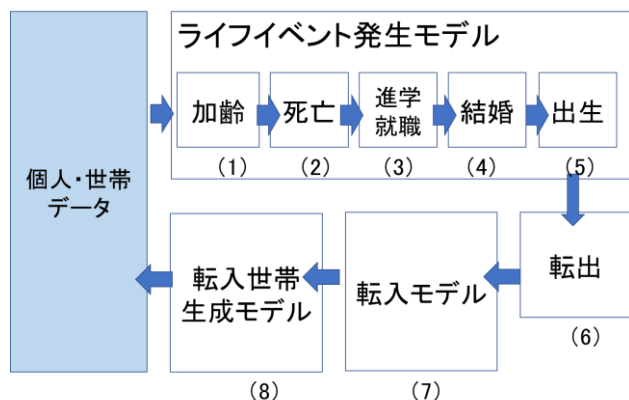 ライフイベント発生モデル
加齢
死亡
進学
就職
結婚
出生
(1)
(2)
(3)
(4)
(5)
個人・世帯
データ
転入世帯
生成モデル
転入モデル
転出
(6)
(8)
(7)